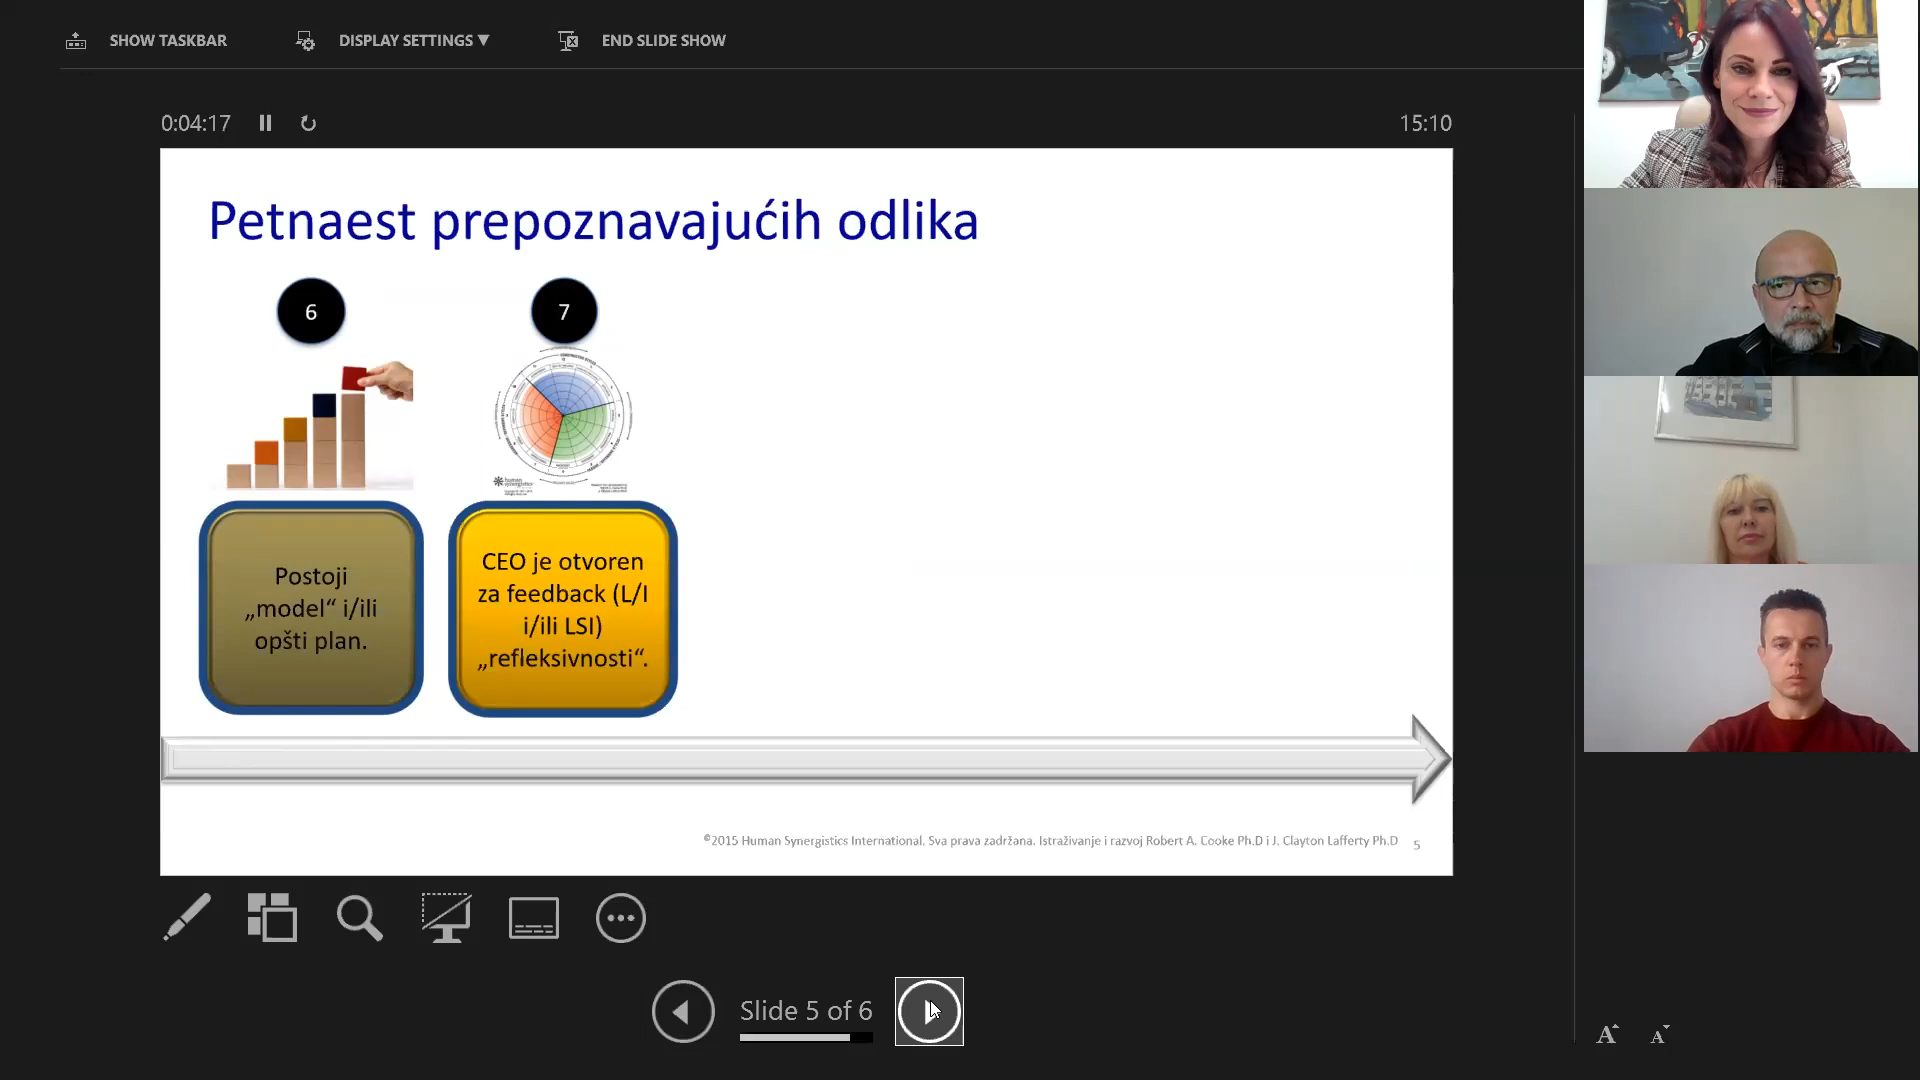 SHOW TASKBAR
DISPLAY SETTINGS ▼
END SLIDE SHOW
0:04:17
15:10
Petnaest prepoznavajućih odlika
6
7
human
synergistics
Postoji
„model“ i/ili
opšti plan.
CEO je otvoren
za feedback (L/I
i/ili LSI)
„refleksivnosti“.
©2015 Human Synergistics International. Sva prava zadržana. Istraživanje i razvoj Robert A. Cooke Ph.D i J. Clayton Lafferty Ph.D
5
Slide 5 of 6
A A